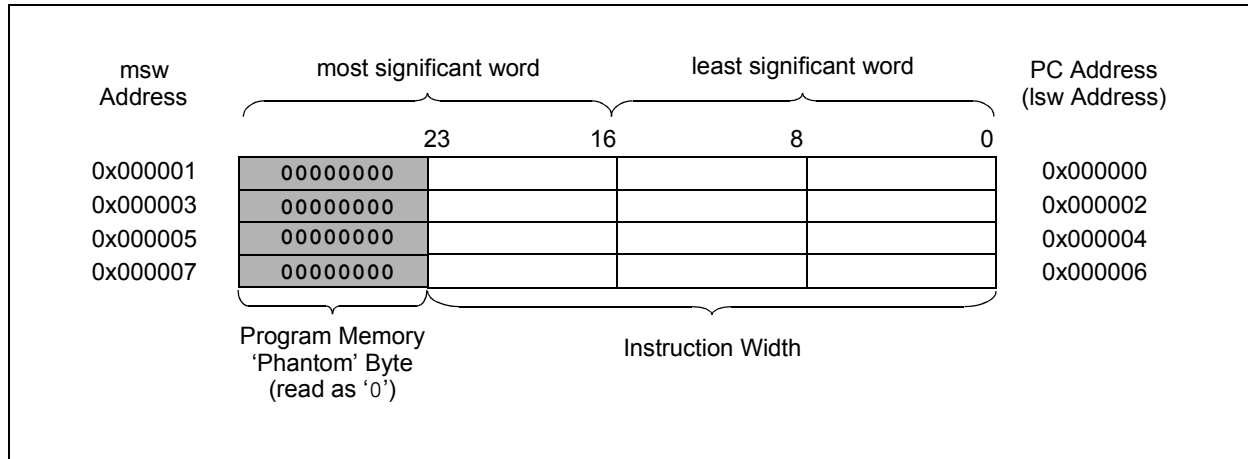 msw
Address
most significant word
least significant word
PC Address
(lsw Address)
23 16 8 0
0x000001 00000000 0x000000
0x000003 00000000 0x000002
0x000005 00000000 0x000004
0x000007 00000000 0x000006
Program Memory
‘Phantom’ Byte
(read as ‘0’)
Instruction Width